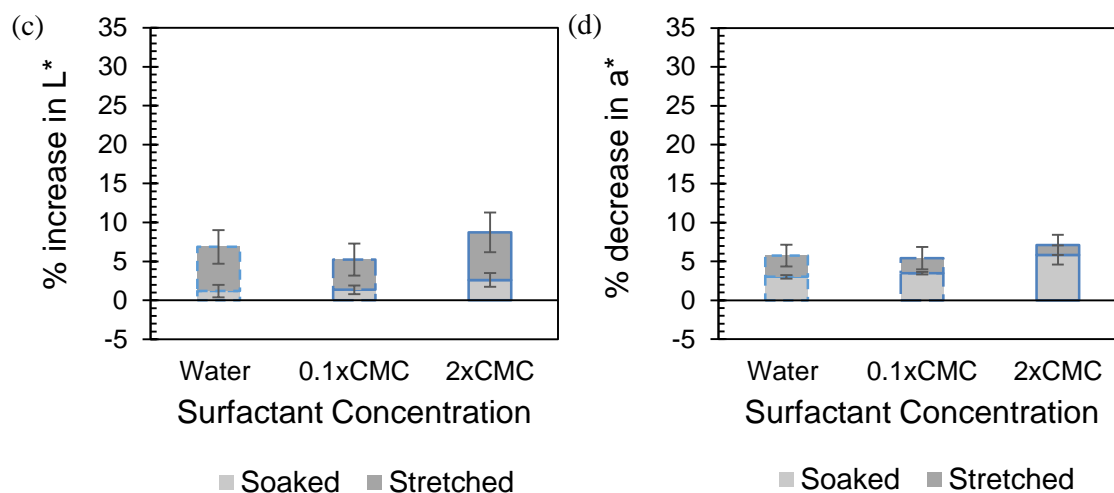 (c)
% increase in L*
35
30
25
20
15
10
5
0
-5
Water 0.1xCMC 2xCMC
Surfactant Concentration
Soaked Stretched
(d)
% decrease in a*
35
30
25
20
15
10
5
0
-5
Water 0.1xCMC 2xCMC
Surfactant Concentration
Soaked Stretched